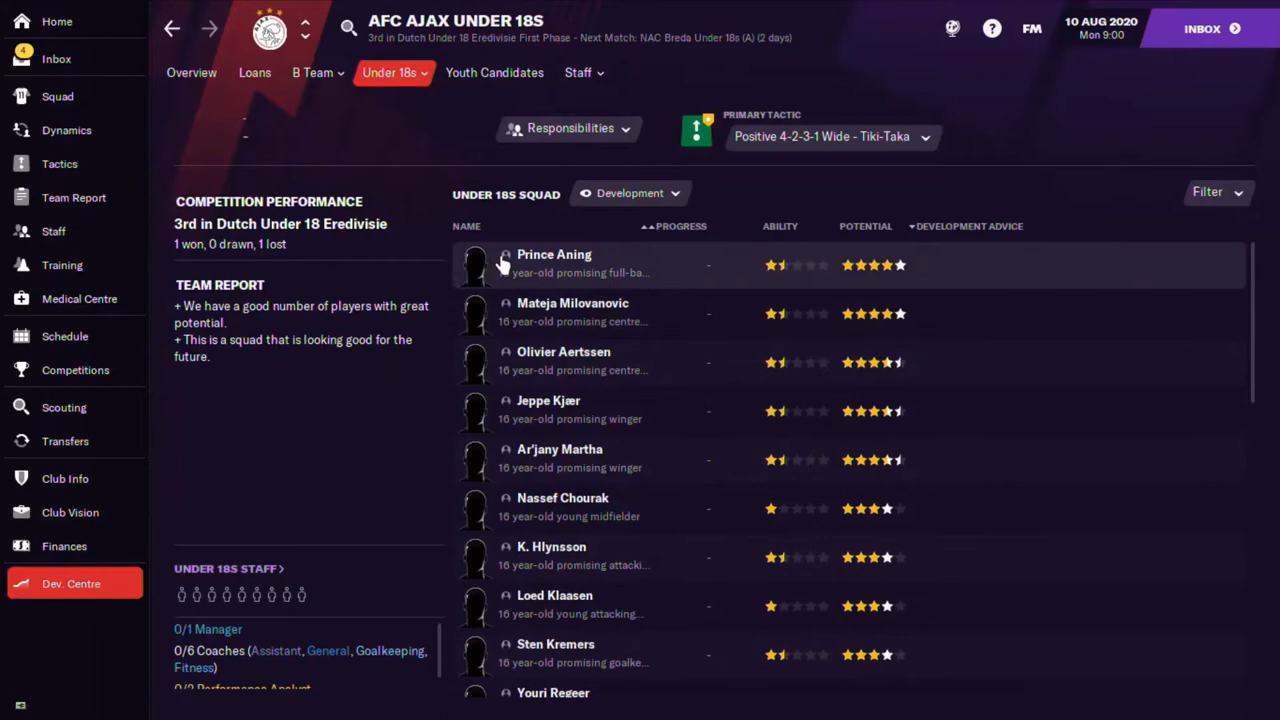 Home
4
Inbox
Squad
Dynamics
Tactics
Team Report
Staff
Training
Medical Centre
Schedule
Competitions
Scouting
Transfers
Club Info
Club Vision
Finances
Dev. Centre
AFC AJAX UNDER 18S
3rd in Dutch Under 18 Eredivisie First Phase - Next Match: NAC Breda Under 18s (A) (2 days)
? FM
10 AUG 2020
Mon 9:00
INBOX
Overview Loans B Team Under 18s Youth Candidates Staff
-
-
Responsibilities
PRIMARY TACTIC
Positive 4-2-3-1 Wide - Tiki-Taka
COMPETITION PERFORMANCE
3rd in Dutch Under 18 Eredivisie
1 won, 0 drawn, 1 lost
TEAM REPORT
+ We have a good number of players with great
potential.
+ This is a squad that is looking good for the
future.
UNDER 18S STAFF >
0/1 Manager
0/6 Coaches (Assistant, General, Goalkeeping,
Fitness)
0/2 Performance Analyst
UNDER 18S SQUAD Development Filter
NAME PROGRESS ABILITY POTENTIAL DEVELOPMENT ADVICE
Prince Aning
year-old promising full-ba... -
Mateja Milovanovic
16 year-old promising centre... -
Olivier Aertssen
16 year-old promising centre... -
Jeppe Kjær
16 year-old promising winger -
Ar'jany Martha
16 year-old promising winger -
Nassef Chourak
16 year-old young midfielder -
K. Hlynsson
16 year-old promising attacki... -
Loed Klaasen
16 year-old young attacking... -
Sten Kremers
16 year-old promising goalke... -
Youri Regeer